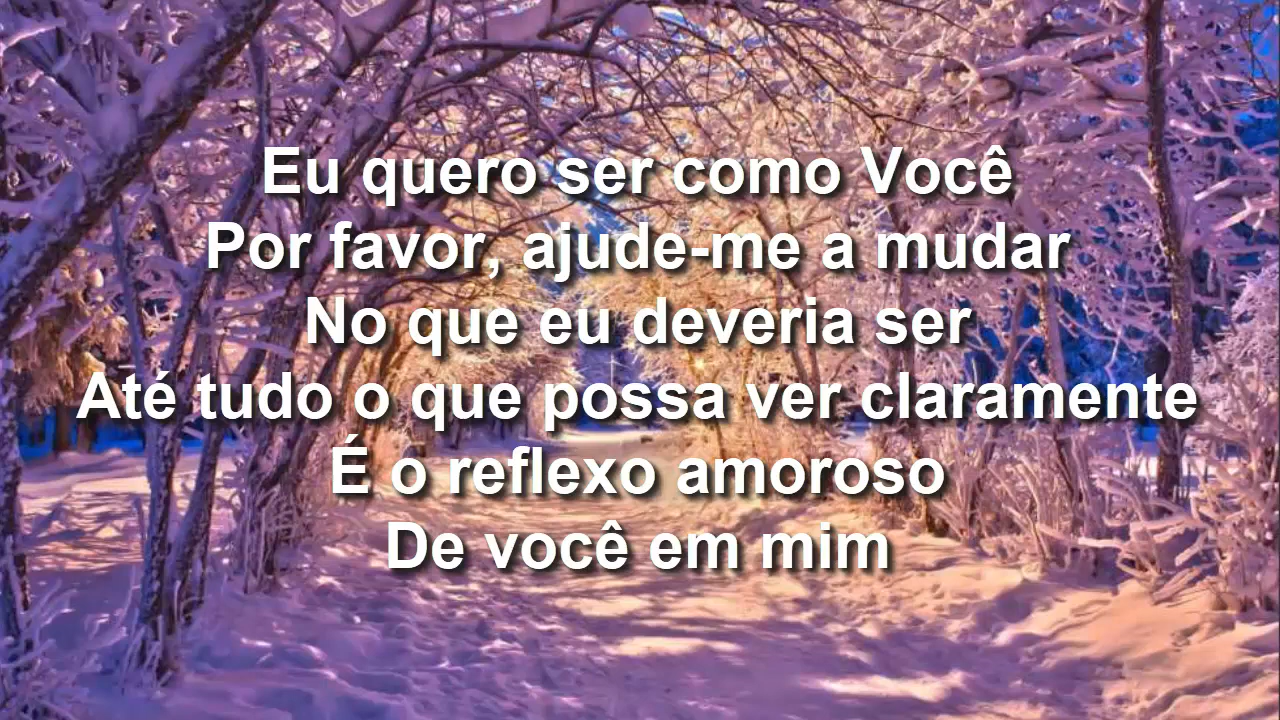 Eu quero ser como Você
Por favor, ajude-me a mudar
No que eu deveria ser
Até tudo o que possa ver claramente
É o reflexo amoroso
De você em mim